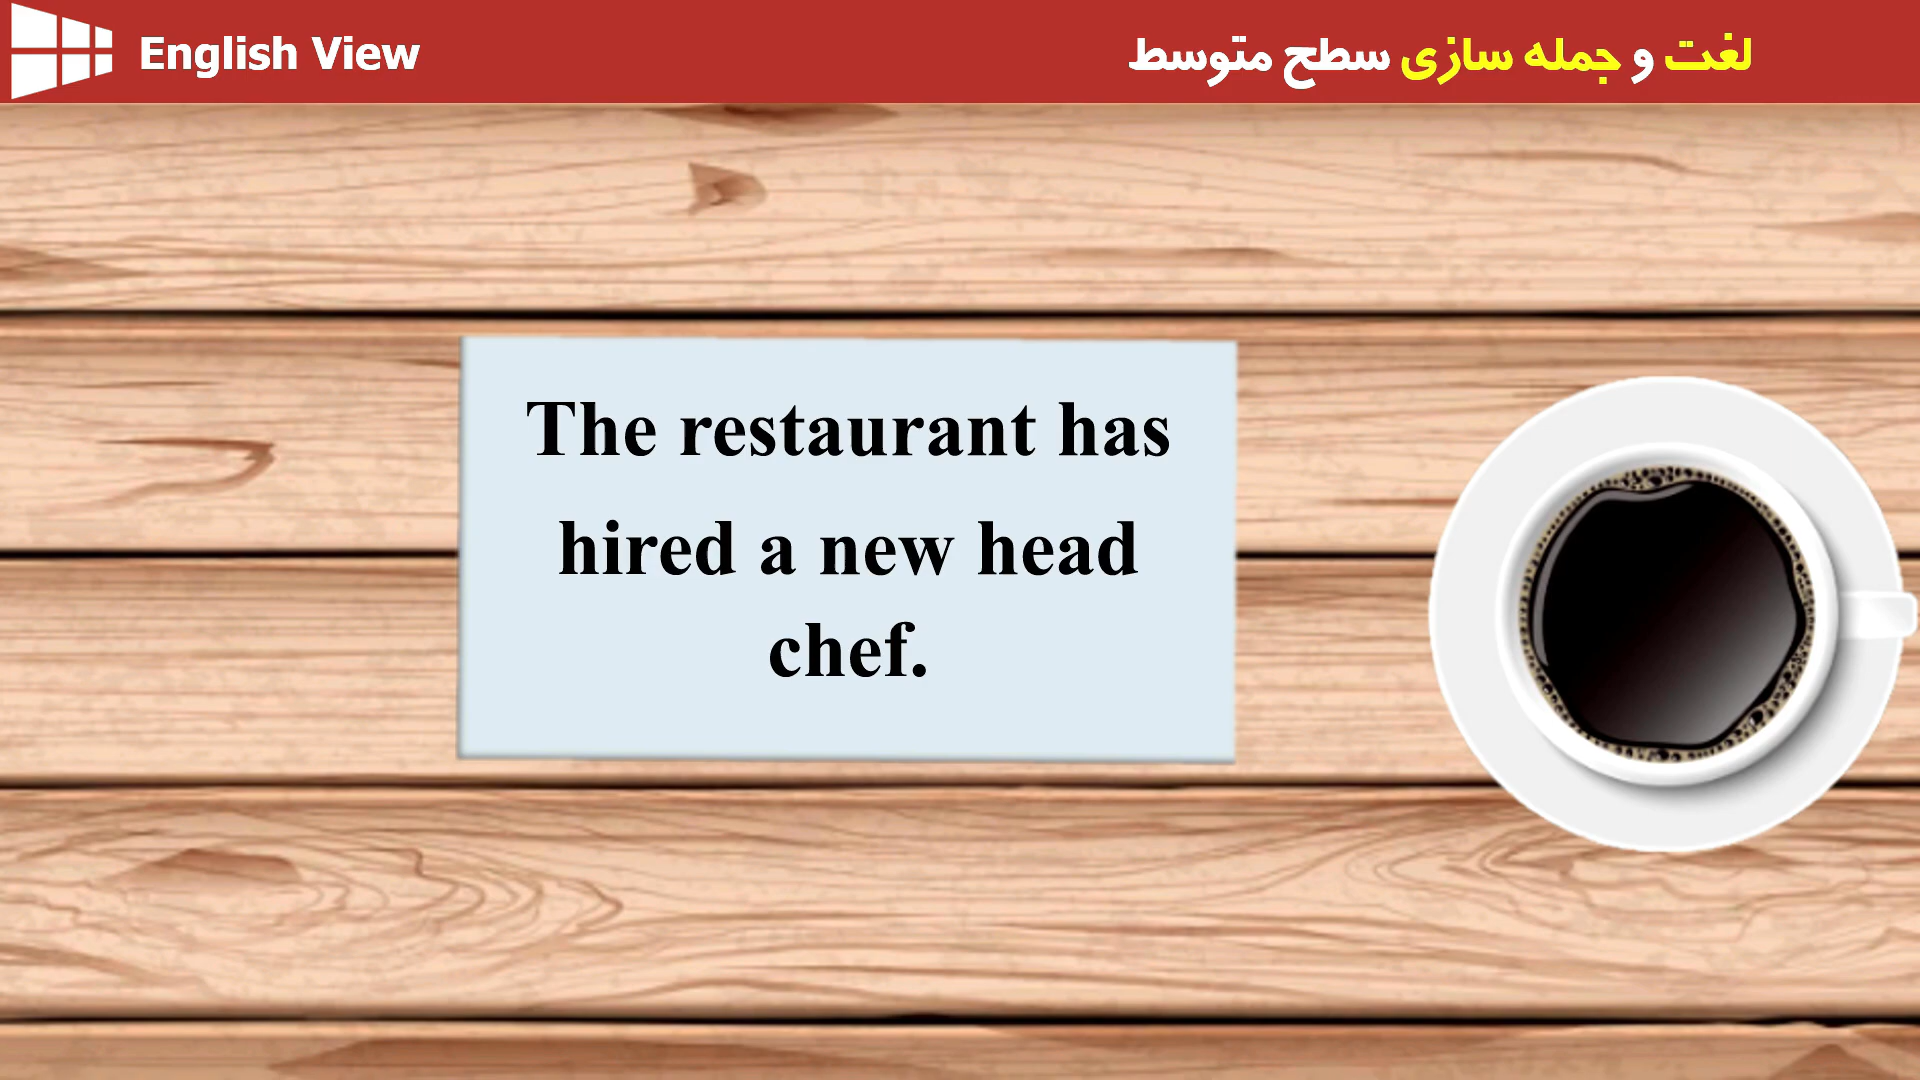 English View
لغت و جمله سازی سطح متوسط
The restaurant has
hired a new head
chef.